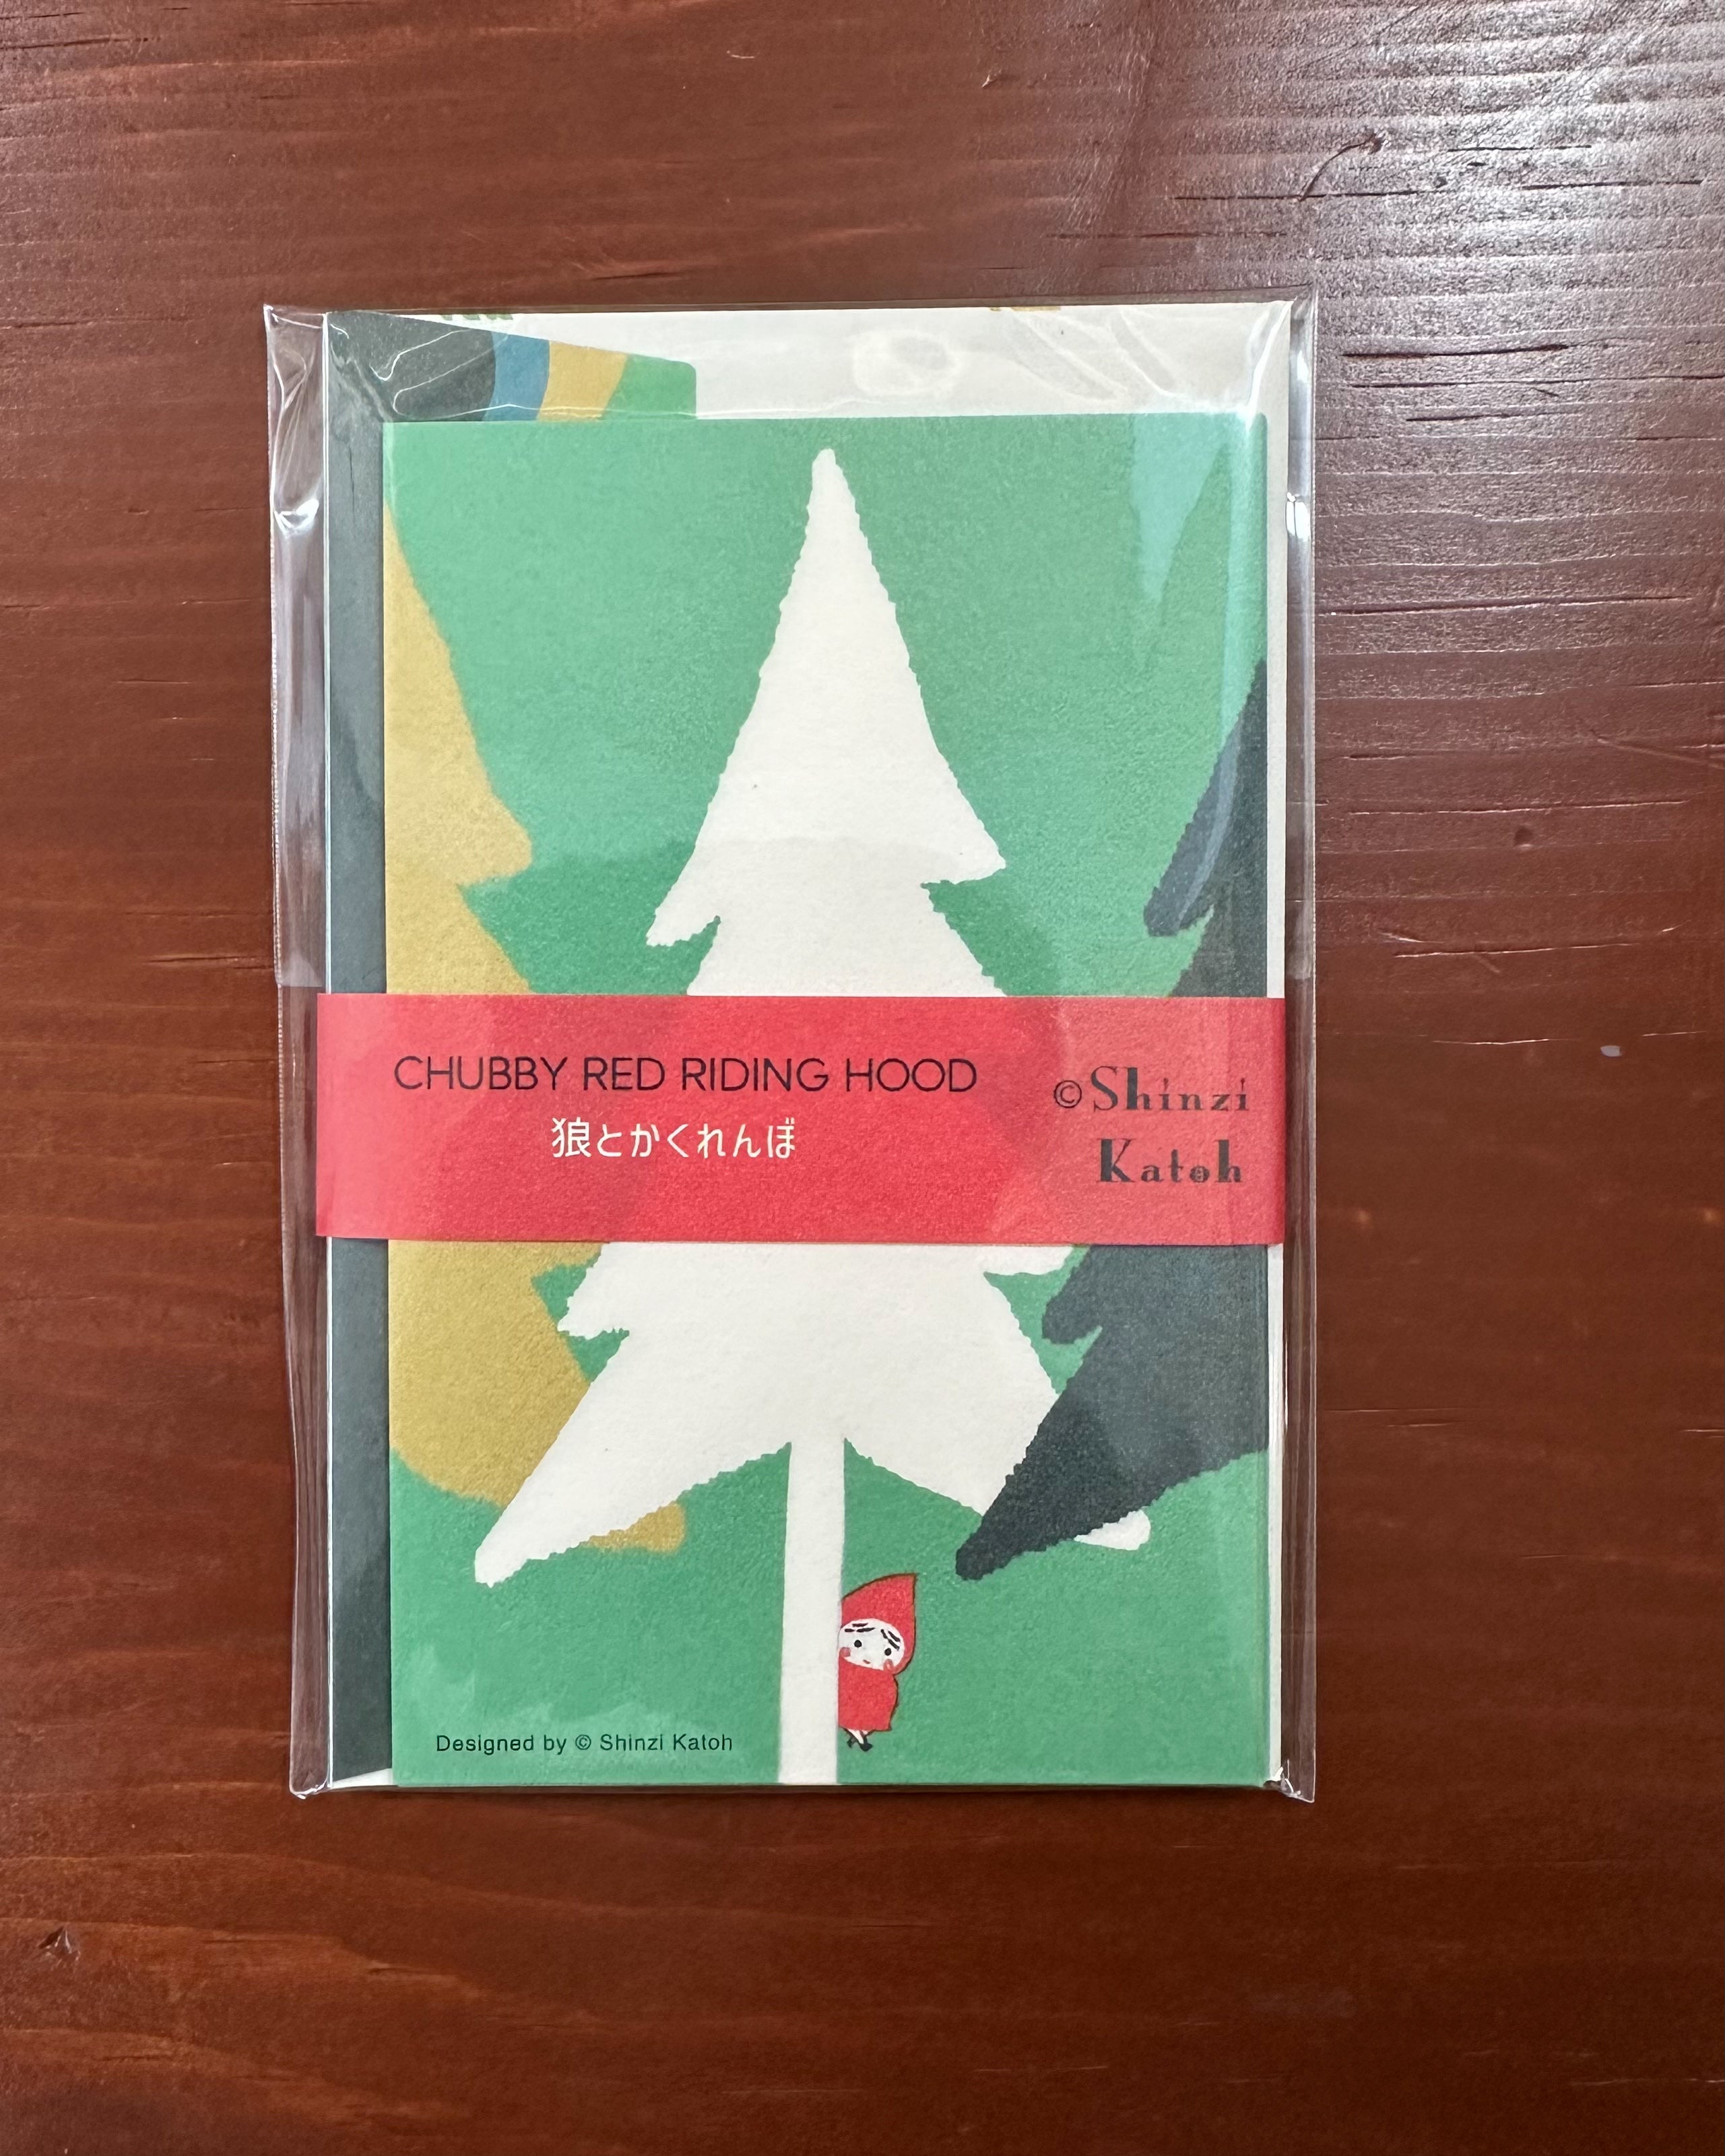 CHUBBY RED RIDING HOOD
狼とかくれんぼ
©Shinzi
Katoh
Designed by © Shinzi Katoh